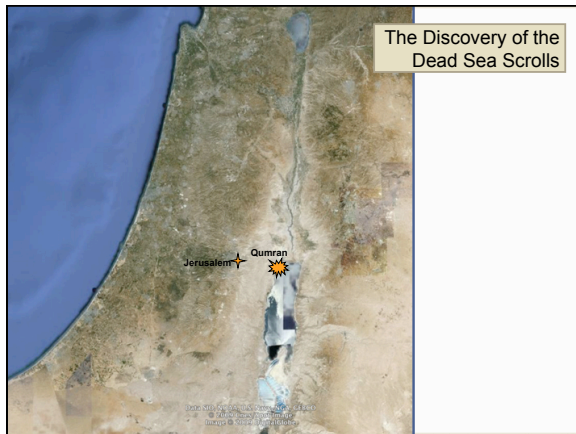 The Discovery of the
Dead Sea Scrolls
Qumran
Jerusalem